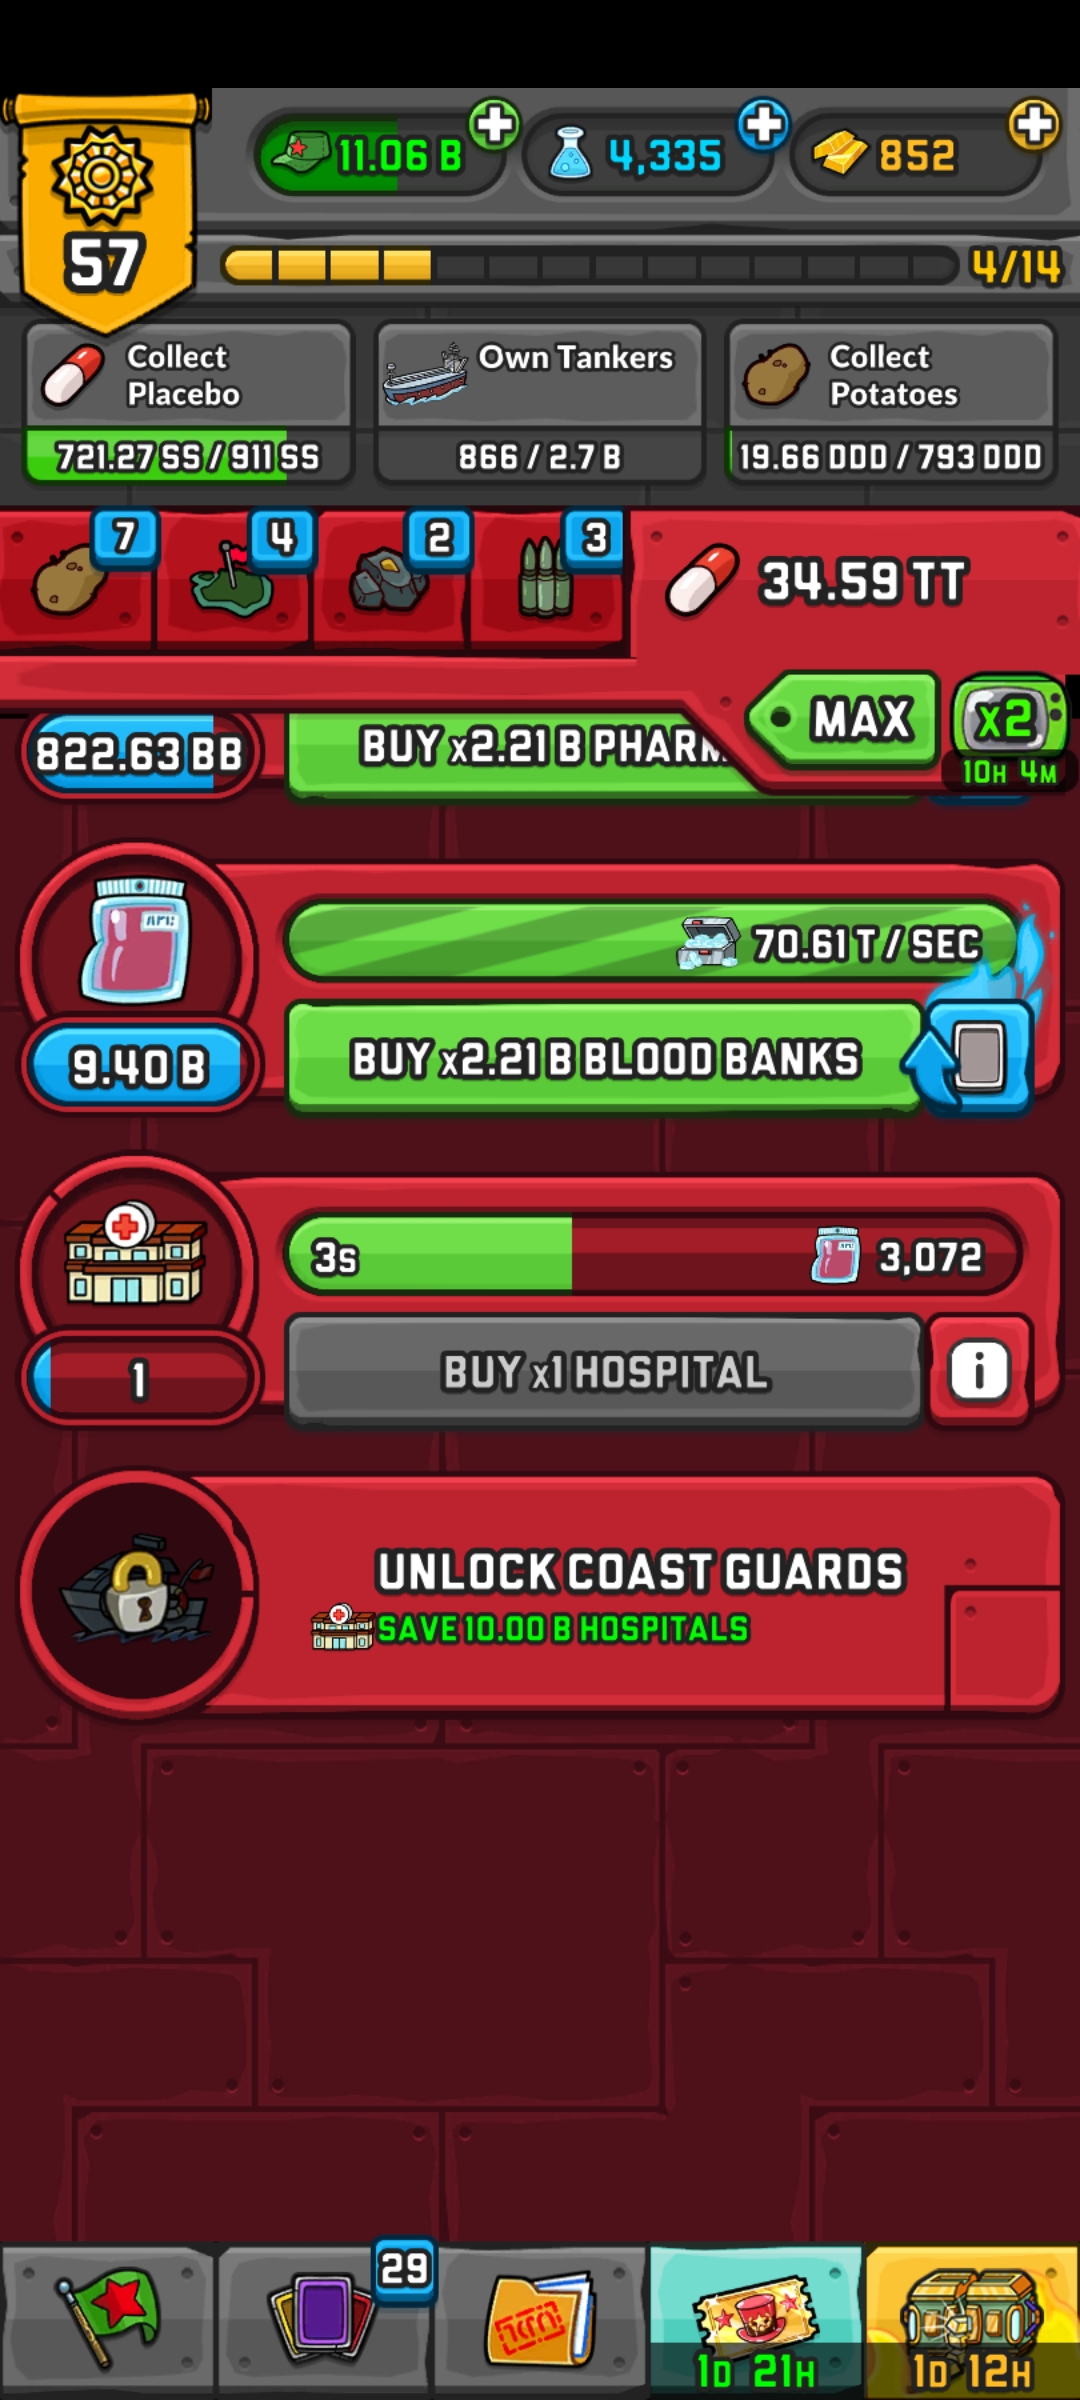 11.06 B
4,335
852
57
4/14
Collect
Placebo
721.27 SS / 911 SS
Own Tankers
866 / 2.7 B
Collect
Potatoes
19.66 DDD / 793 DDD
7
4
2
3
34.59 TT
MAX
x2
10H 4M
822.63 BB
BUY x2.21 B PHARM
70.61 T / SEC
9.40 B
BUY x2.21 B BLOOD BANKS
3s
3,072
1
BUY x1 HOSPITAL
i
UNLOCK COAST GUARDS
SAVE 10.00 B HOSPITALS
29
1D 21H
1D 12H